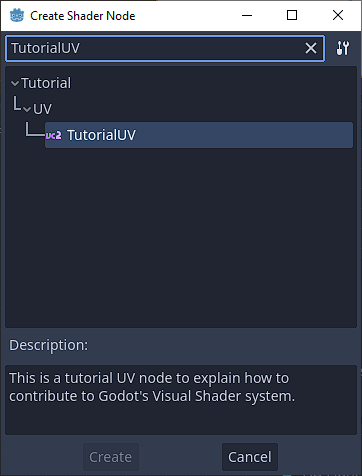 Create Shader Node
TutorialUV
Tutorial
UV
TutorialUV
Description:
This is a tutorial UV node to explain how to
contribute to Godot's Visual Shader system.
Create
Cancel